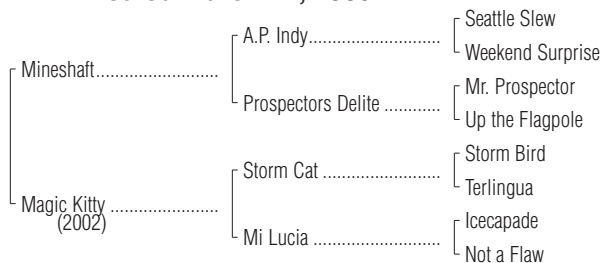 Seattle Slew
A.P. Indy
Weekend Surprise
Mineshaft
Mr. Prospector
Prospectors Delite
Up the Flagpole
Storm Bird
Storm Cat
Terlingua
Magic Kitty
(2002)
Icecapade
Mi Lucia
Not a Flaw